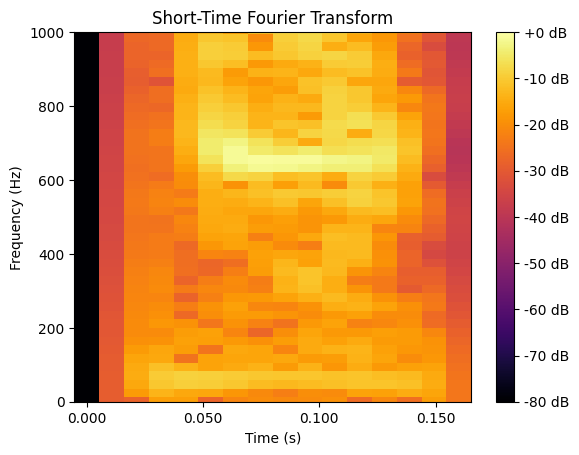 Short-Time Fourier Transform
1000
800
600
400
200
0
Frequency (Hz)
0.000
0.050
0.100
0.150
Time (s)
+0 dB
-10 dB
-20 dB
-30 dB
-40 dB
-50 dB
-60 dB
-70 dB
-80 dB